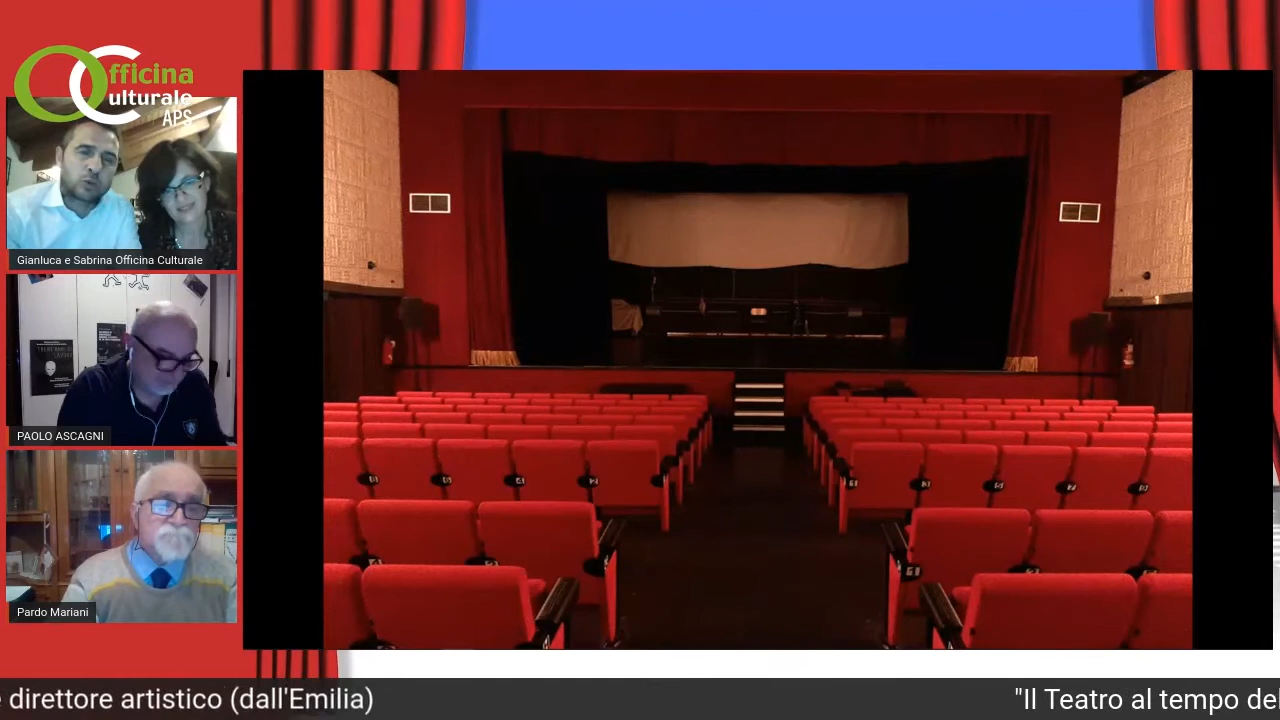 Officina
Culturale
APS
Gianluca e Sabrina Officina Culturale
PAOLO ASCAGNI
Pardo Mariani
direttore artistico (dall'Emilia)
"Il Teatro al tempo del